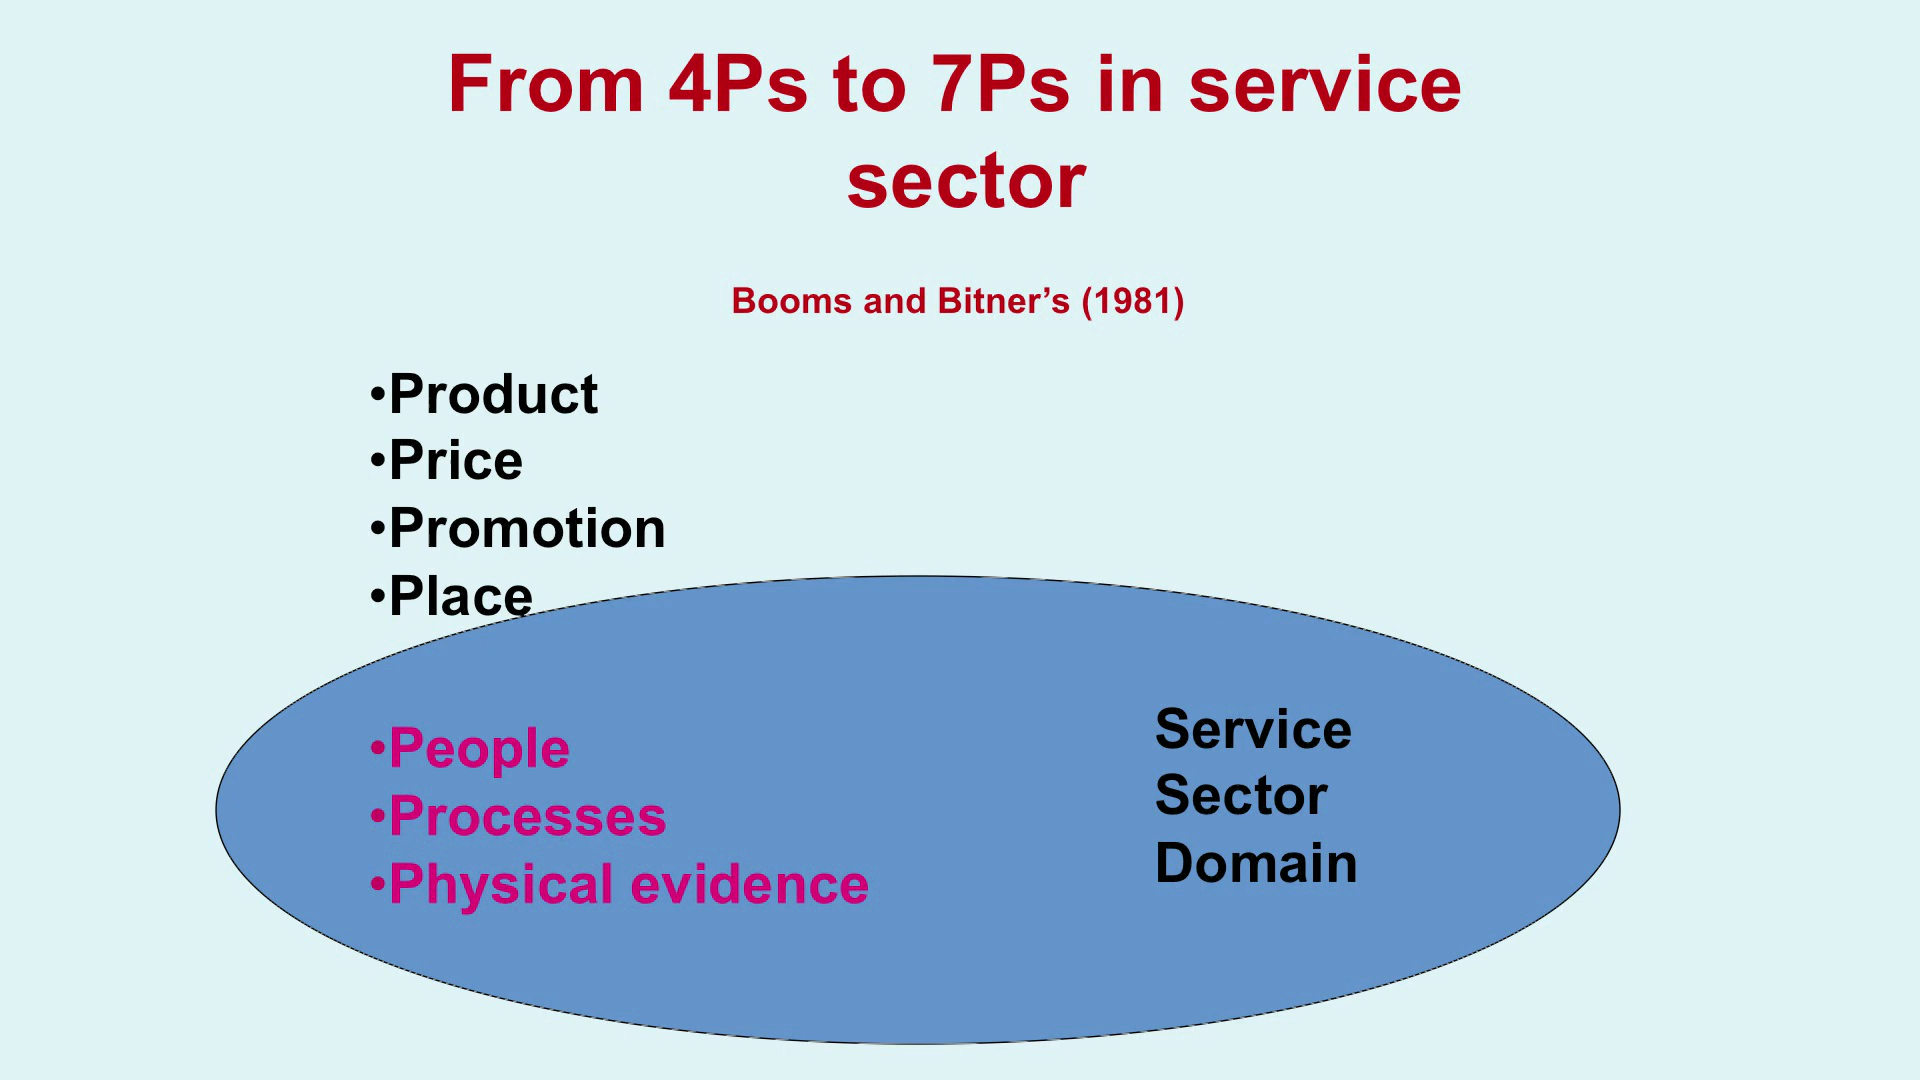 From 4Ps to 7Ps in service
sector
Booms and Bitner’s (1981)
•Product
•Price
•Promotion
•Place
•People
•Processes
•Physical evidence
Service
Sector
Domain